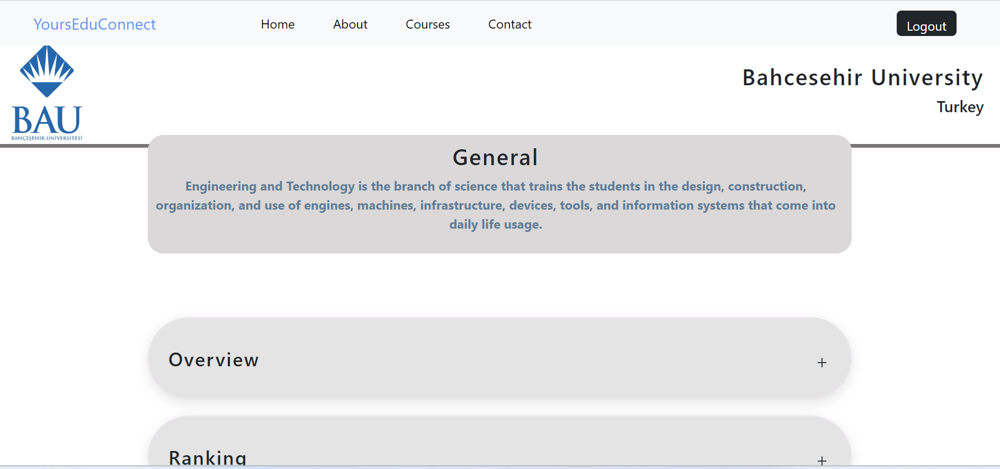 YoursEduConnect Home About Courses Contact Logout
BAU
BAHÇEŞEHİR ÜNİVERSİTESİ
Bahcesehir University
Turkey
General
Engineering and Technology is the branch of science that trains the students in the design, construction,
organization, and use of engines, machines, infrastructure, devices, tools, and information systems that come into
daily life usage.
Overview +
Ranking +